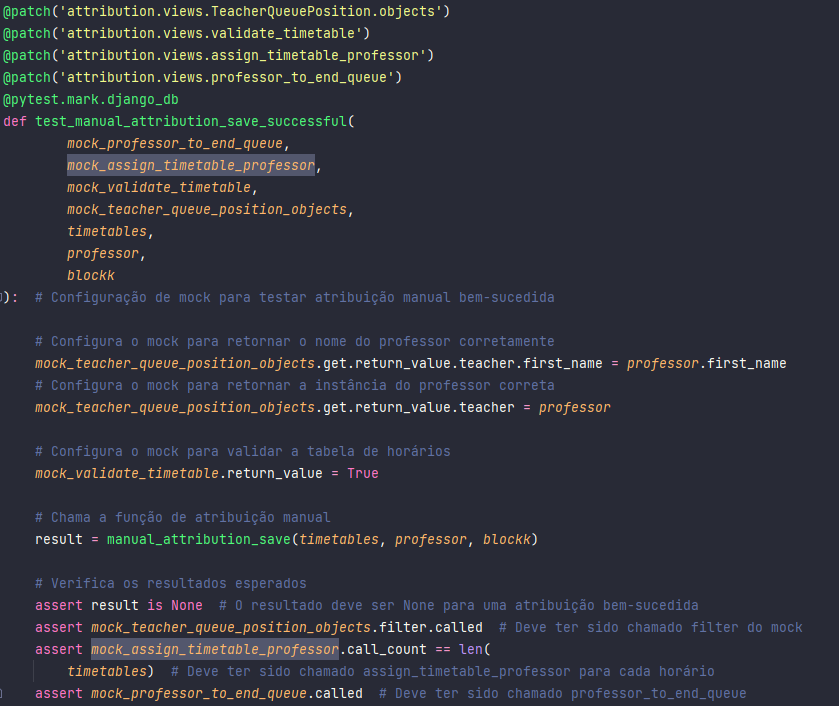 @patch('attribution.views.TeacherQueuePosition.objects')
@patch('attribution.views.validate_timetable')
@patch('attribution.views.assign_timetable_professor')
@patch('attribution.views.professor_to_end_queue')
@pytest.mark.django_db
def test_manual_attribution_save_successful(
        mock_professor_to_end_queue,
        mock_assign_timetable_professor,
        mock_validate_timetable,
        mock_teacher_queue_position_objects,
        timetables,
        professor,
        blockk
):  # Configuração de mock para testar atribuição manual bem-sucedida
    # Configura o mock para retornar o nome do professor corretamente
    mock_teacher_queue_position_objects.get.return_value.teacher.first_name = professor.first_name
    # Configura o mock para retornar a instância do professor correta
    mock_teacher_queue_position_objects.get.return_value.teacher = professor
    # Configura o mock para validar a tabela de horários
    mock_validate_timetable.return_value = True
    # Chama a função de atribuição manual
    result = manual_attribution_save(timetables, professor, blockk)
    # Verifica os resultados esperados
    assert result is None  # O resultado deve ser None para uma atribuição bem-sucedida
    assert mock_teacher_queue_position_objects.filter.called  # Deve ter sido chamado filter do mock
    assert mock_assign_timetable_professor.call_count == len(
        timetables)  # Deve ter sido chamado assign_timetable_professor para cada horário
    assert mock_professor_to_end_queue.called  # Deve ter sido chamado professor_to_end_queue